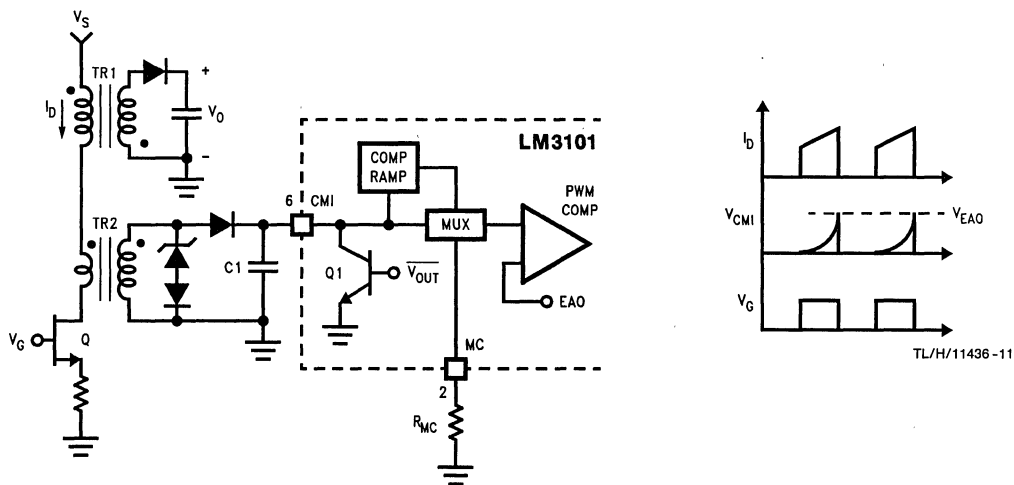 V_S
TR1
I_D
+
V_O
-
LM3101
COMP RAMP
6 CMI
MUX
PWM COMP
TR2
C1
Q1
V_OUT
EAO
V_G
Q
MC
2
R_MC
I_D
V_CMI
V_EAO
V_G
TL/H/11436-11